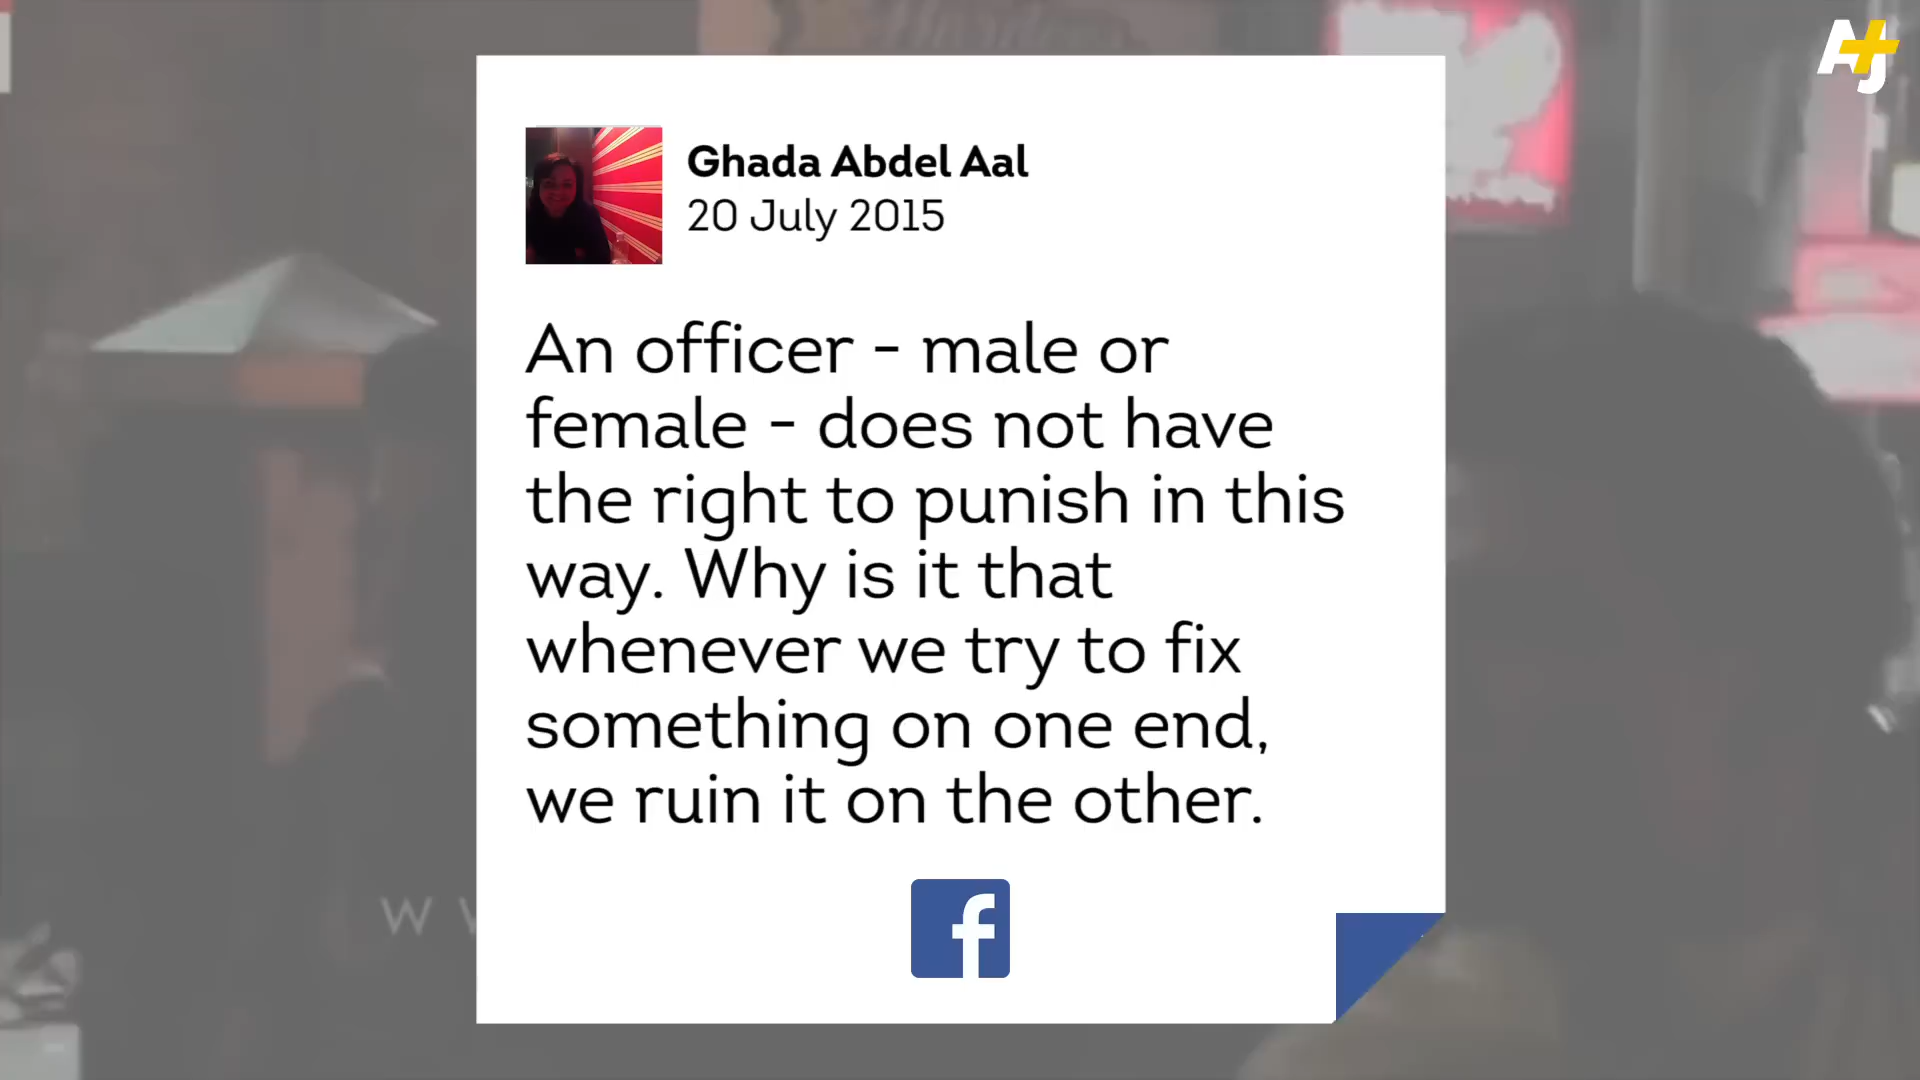 AJ+
Ghada Abdel Aal
20 July 2015
An officer - male or
female - does not have
the right to punish in this
way. Why is it that
whenever we try to fix
something on one end,
we ruin it on the other.
f